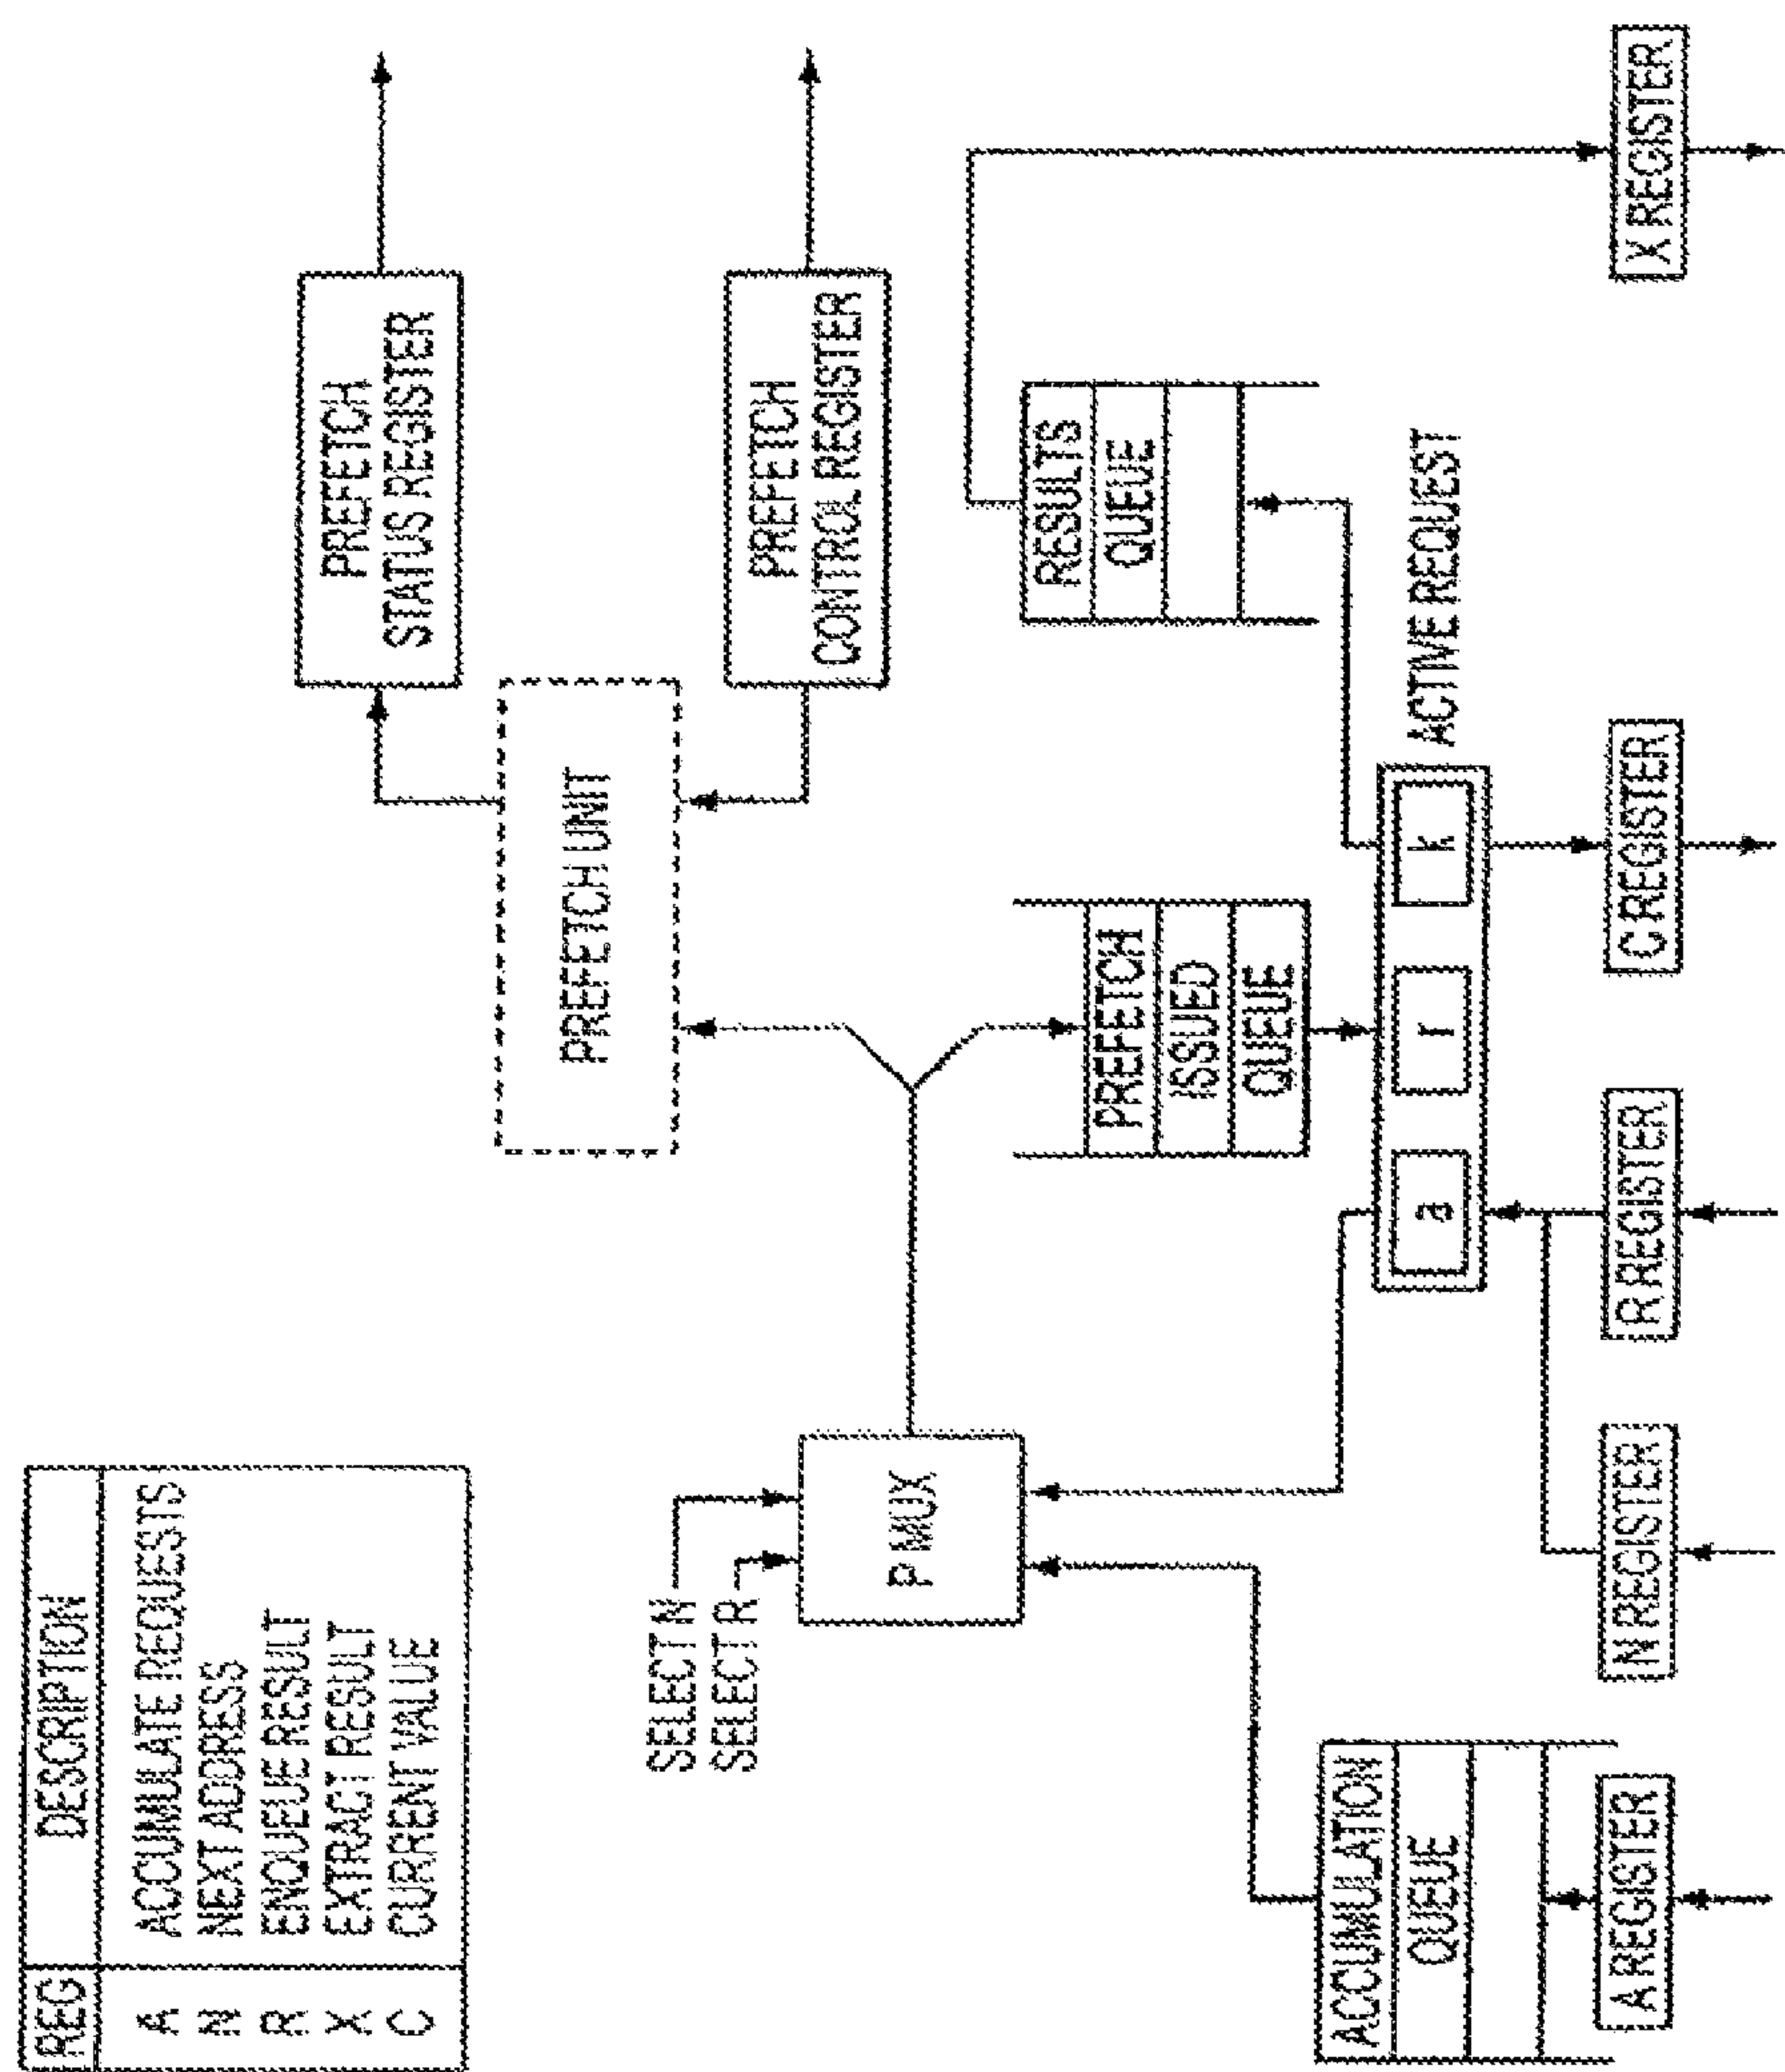 REG DESCRIPTION
A ACCUMULATE REQUESTS
N NEXT ADDRESS
R ENQUEUE RESULT
X EXTRACT RESULT
C CURRENT VALUE
PREFETCH
STATUS REGISTER
PREFETCH UNIT
SELECT N
SELECT R
PREFETCH
CONTROL REGISTER
P MUX
RESULTS
QUEUE
PREFETCH
ISSUED
QUEUE
ACCUMULATION
QUEUE
a r k
ACTIVE REQUEST
A REGISTER
N REGISTER
R REGISTER
C REGISTER
X REGISTER